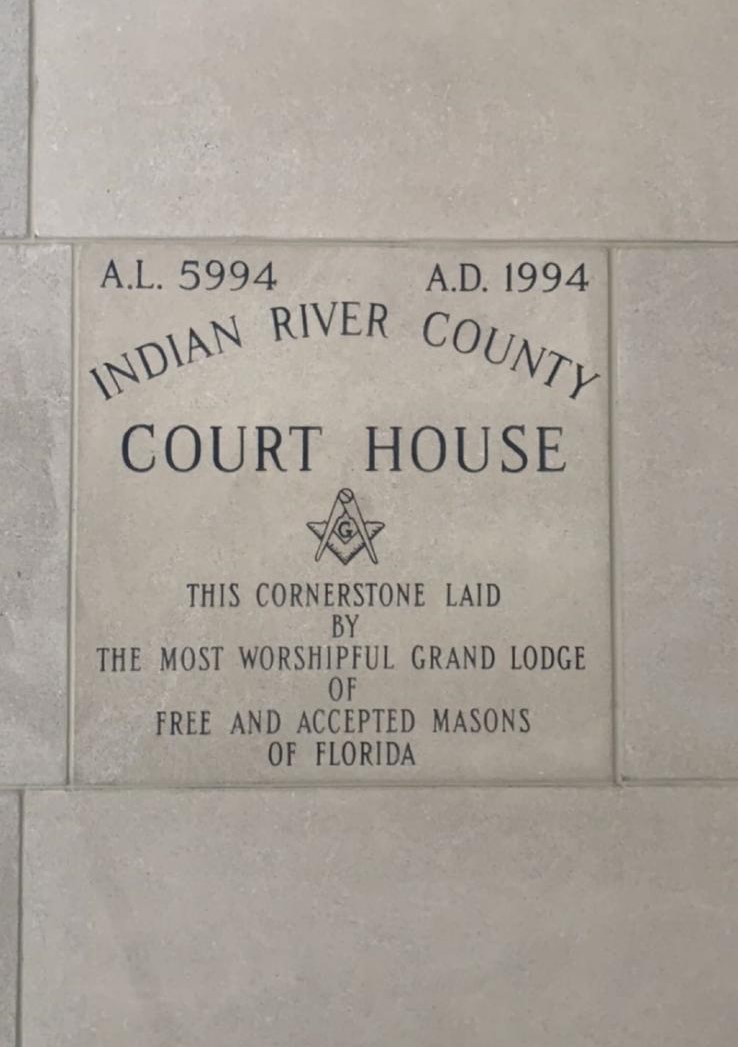 A.L. 5994 A.D. 1994
INDIAN RIVER COUNTY
COURT HOUSE
G
THIS CORNERSTONE LAID
BY
THE MOST WORSHIPFUL GRAND LODGE
OF
FREE AND ACCEPTED MASONS
OF FLORIDA